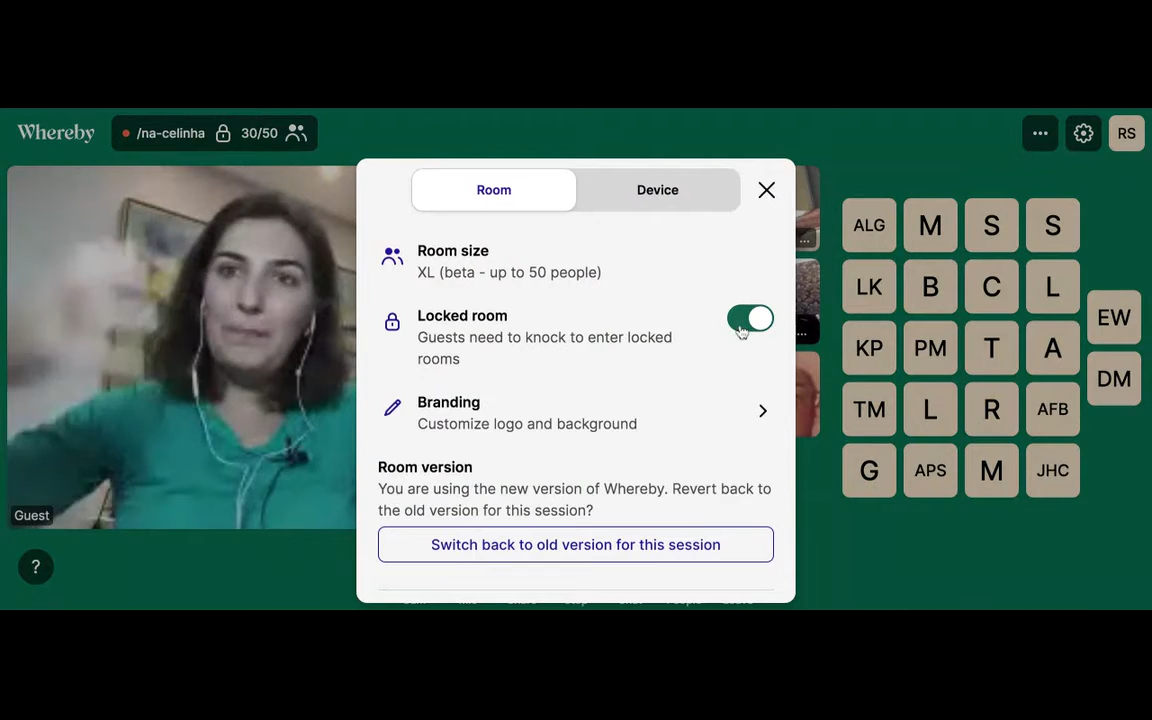 Whereby
/na-celinha 30/50
...
RS
Room
Device
Room size
XL (beta - up to 50 people)
Locked room
Guests need to knock to enter locked
rooms
Branding
Customize logo and background
Room version
You are using the new version of Whereby. Revert back to
the old version for this session?
Switch back to old version for this session
Guest
?
ALG M S S
LK B C L
EW
KP PM T A
DM
TM L R AFB
G APS M JHC